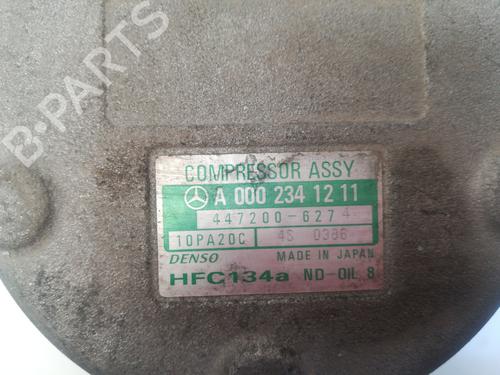 B-PARTS
COMPRESSOR ASSY
A 000 234 12 11
447200-6274
10PA20C 4S 0386
DENSO MADE IN JAPAN
HFC134a ND-OIL 8